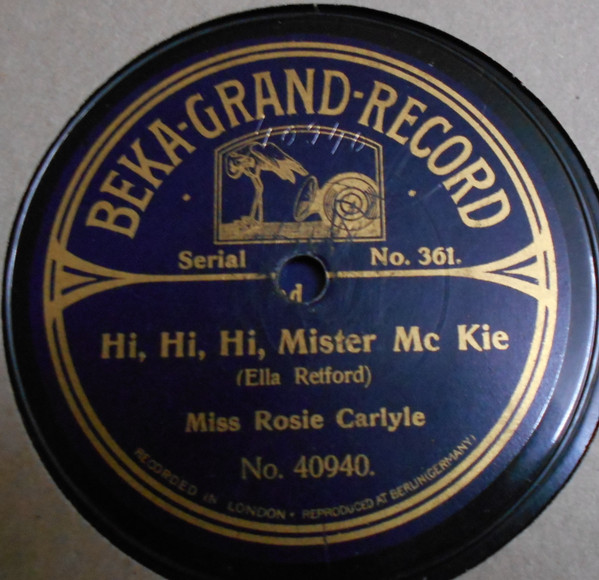 BEKA-GRAND-RECORD
40940
Serial No. 361.
d
Hi, Hi, Hi, Mister Mc Kie
(Ella Retford)
Miss Rosie Carlyle
No. 40940.
RECORDED IN LONDON • REPRODUCED AT BERLIN (GERMANY)